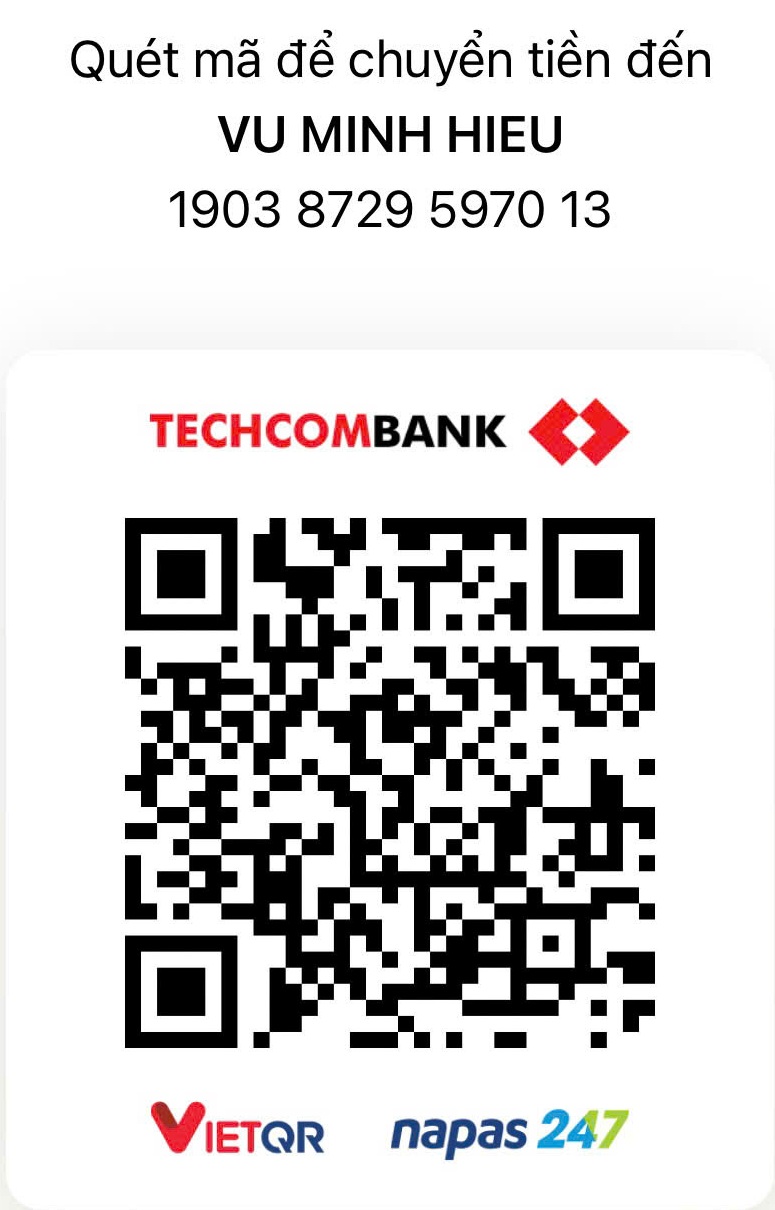 Quét mã để chuyển tiền đến
VU MINH HIEU
1903 8729 5970 13
TECHCOMBANK
VIETQR
napas 247